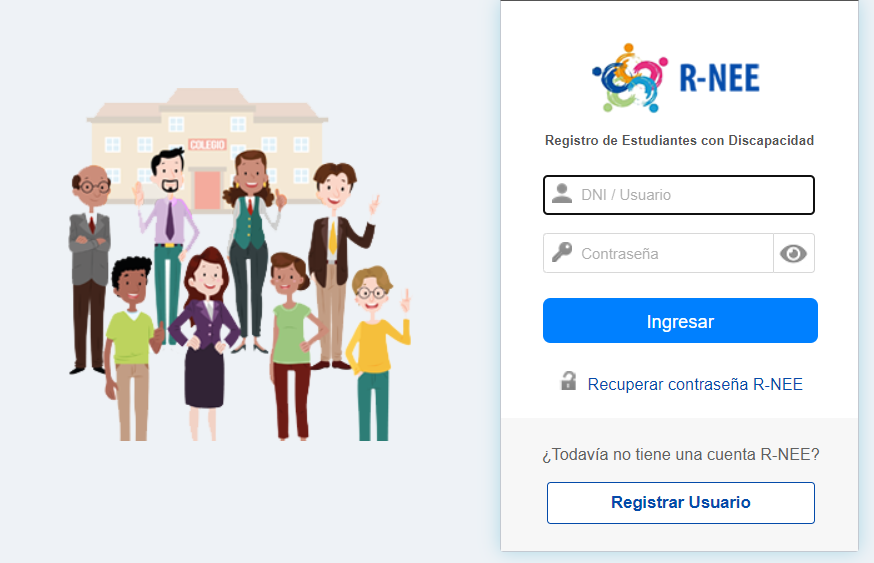 COLEGIO
R-NEE
Registro de Estudiantes con Discapacidad
DNI / Usuario
Contraseña
Ingresar
Recuperar contraseña R-NEE
¿Todavía no tiene una cuenta R-NEE?
Registrar Usuario